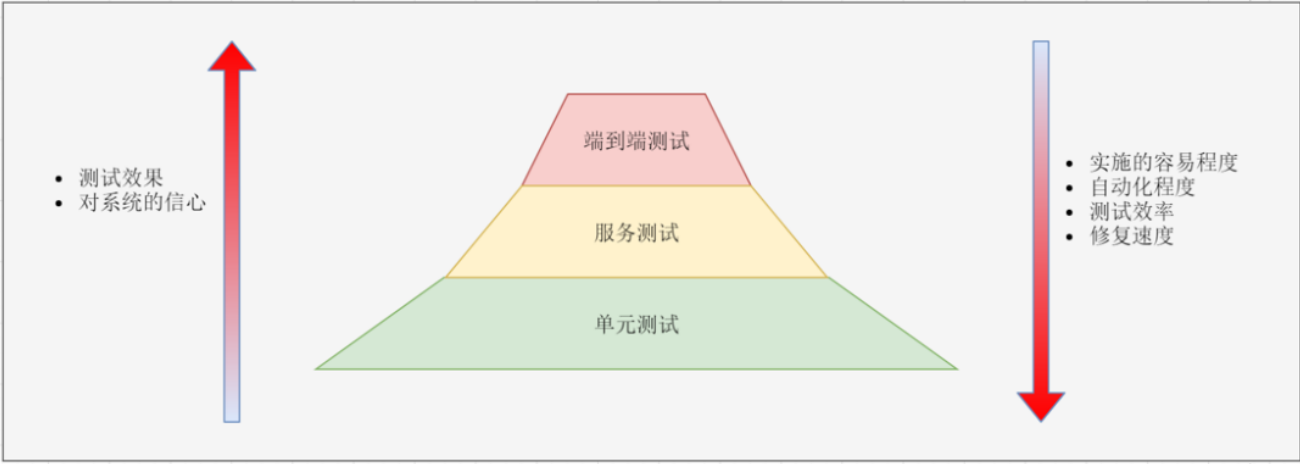 端到端测试
服务测试
单元测试
测试效果
对系统的信心
实施的容易程度
自动化程度
测试效率
修复速度